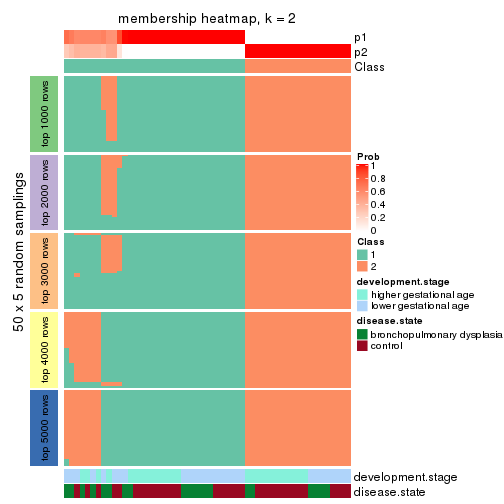 membership heatmap, k = 2
p1
p2
Class
50 x 5 random samplings
top 1000 rows
top 2000 rows
top 3000 rows
top 4000 rows
top 5000 rows
Prob
1
0.8
0.6
0.4
0.2
0
Class
1
2
development.stage
higher gestational age
lower gestational age
disease.state
bronchopulmonary dysplasia
control
development.stage
disease.state